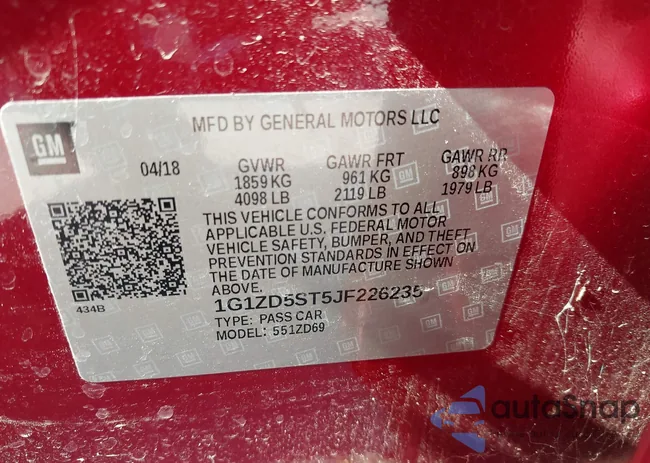 MFD BY GENERAL MOTORS LLC
GM
04/18 GVWR GAWR FRT GAWR RR
1859 KG 961 KG 898 KG
4098 LB 2119 LB 1979 LB
THIS VEHICLE CONFORMS TO ALL
APPLICABLE U.S. FEDERAL MOTOR
VEHICLE SAFETY, BUMPER, AND THEFT
PREVENTION STANDARDS IN EFFECT ON
THE DATE OF MANUFACTURE SHOWN
ABOVE.
434B
1G1ZD5ST5JF226235
TYPE: PASS CAR
MODEL: 551ZD69
autoSnap